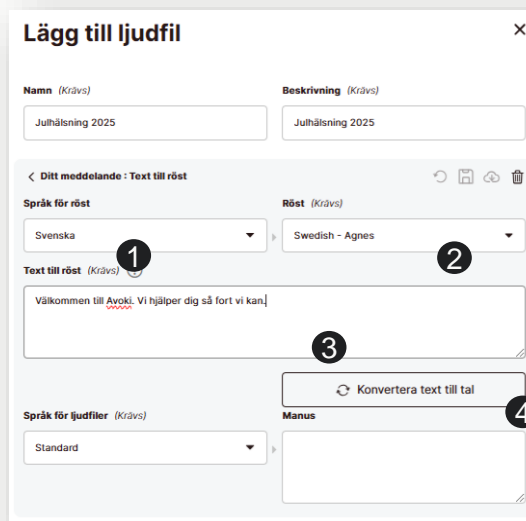 Lägg till ljudfil
Namn (Krävs)
Beskrivning (Krävs)
Julhälsning 2025
Julhälsning 2025
Ditt meddelande : Text till röst
Språk för röst
Röst (Krävs)
Svenska
Swedish - Agnes
1
2
Text till röst (Krävs)
Välkommen till Avoki. Vi hjälper dig så fort vi kan.
3
Konvertera text till tal
4
Språk för ljudfiler (Krävs)
Manus
Standard